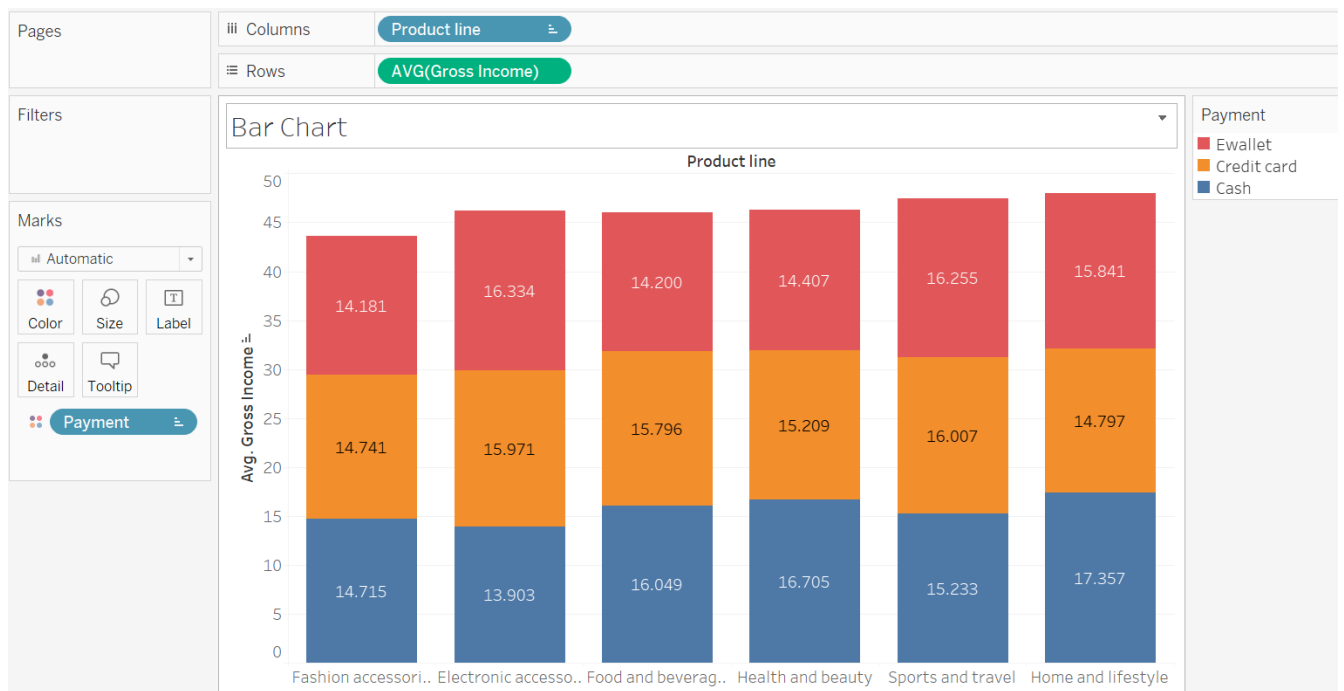 Pages
iii Columns
Product line
Rows
AVG(Gross Income)
Filters
Marks
Automatic
Color
Size
T
Label
Detail
Tooltip
Payment
Bar Chart
Product line
Avg. Gross Income
50
45
40
35
30
25
20
15
10
5
0
14.181 16.334 14.200 14.407 16.255 15.841
14.741 15.971 15.796 15.209 16.007 14.797
14.715 13.903 16.049 16.705 15.233 17.357
Fashion accessori.. Electronic accesso.. Food and beverag.. Health and beauty Sports and travel Home and lifestyle
Payment
Ewallet
Credit card
Cash